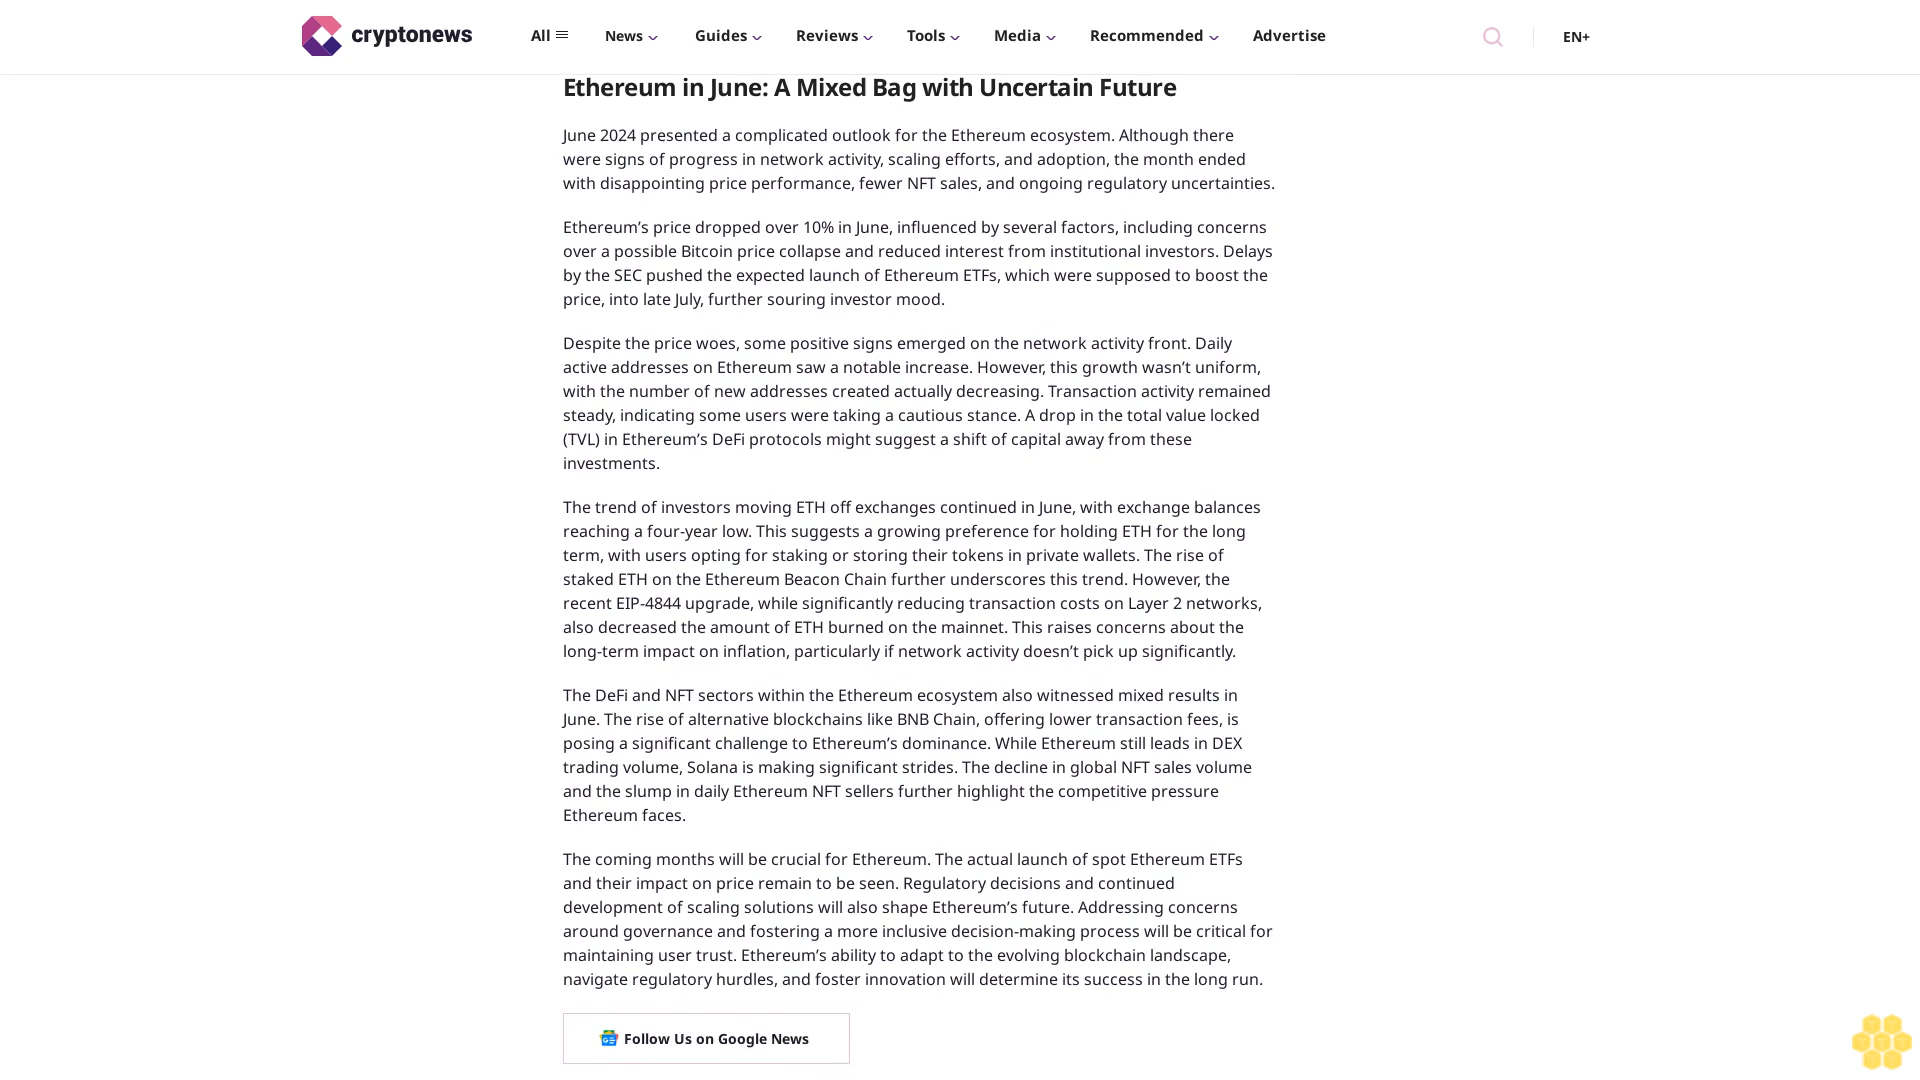 cryptonews
All
News
Guides
Reviews
Tools
Media
Recommended
Advertise
EN+
Ethereum in June: A Mixed Bag with Uncertain Future
June 2024 presented a complicated outlook for the Ethereum ecosystem. Although there
were signs of progress in network activity, scaling efforts, and adoption, the month ended
with disappointing price performance, fewer NFT sales, and ongoing regulatory uncertainties.
Ethereum’s price dropped over 10% in June, influenced by several factors, including concerns
over a possible Bitcoin price collapse and reduced interest from institutional investors. Delays
by the SEC pushed the expected launch of Ethereum ETFs, which were supposed to boost the
price, into late July, further souring investor mood.
Despite the price woes, some positive signs emerged on the network activity front. Daily
active addresses on Ethereum saw a notable increase. However, this growth wasn’t uniform,
with the number of new addresses created actually decreasing. Transaction activity remained
steady, indicating some users were taking a cautious stance. A drop in the total value locked
(TVL) in Ethereum’s DeFi protocols might suggest a shift of capital away from these
investments.
The trend of investors moving ETH off exchanges continued in June, with exchange balances
reaching a four-year low. This suggests a growing preference for holding ETH for the long
term, with users opting for staking or storing their tokens in private wallets. The rise of
staked ETH on the Ethereum Beacon Chain further underscores this trend. However, the
recent EIP-4844 upgrade, while significantly reducing transaction costs on Layer 2 networks,
also decreased the amount of ETH burned on the mainnet. This raises concerns about the
long-term impact on inflation, particularly if network activity doesn’t pick up significantly.
The DeFi and NFT sectors within the Ethereum ecosystem also witnessed mixed results in
June. The rise of alternative blockchains like BNB Chain, offering lower transaction fees, is
posing a significant challenge to Ethereum’s dominance. While Ethereum still leads in DEX
trading volume, Solana is making significant strides. The decline in global NFT sales volume
and the slump in daily Ethereum NFT sellers further highlight the competitive pressure
Ethereum faces.
The coming months will be crucial for Ethereum. The actual launch of spot Ethereum ETFs
and their impact on price remain to be seen. Regulatory decisions and continued
development of scaling solutions will also shape Ethereum’s future. Addressing concerns
around governance and fostering a more inclusive decision-making process will be critical for
maintaining user trust. Ethereum’s ability to adapt to the evolving blockchain landscape,
navigate regulatory hurdles, and foster innovation will determine its success in the long run.
Follow Us on Google News